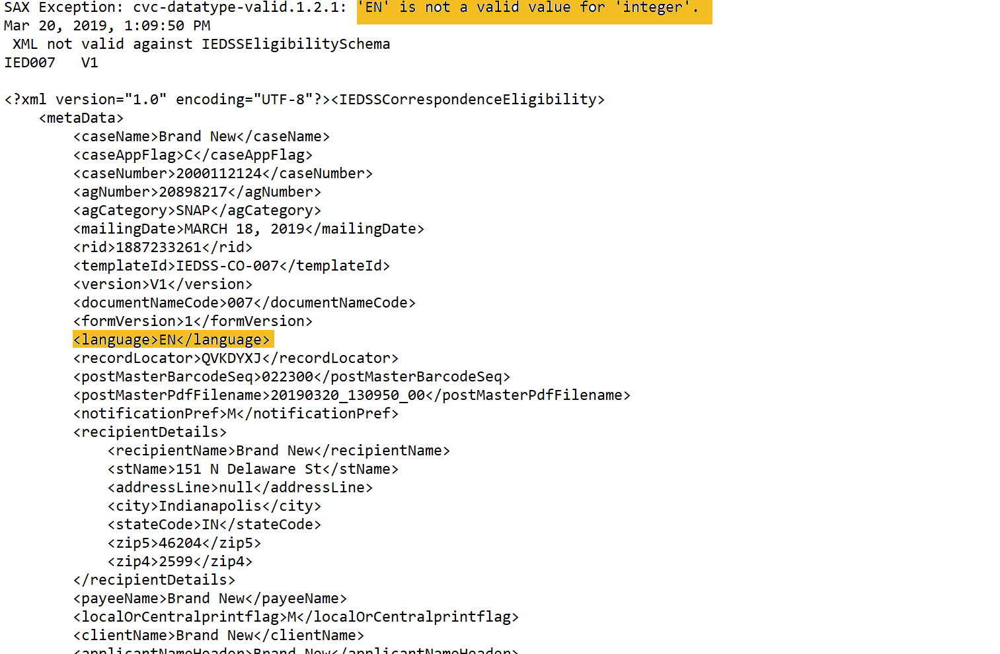 SAX Exception: cvc-datatype-valid.1.2.1: 'EN' is not a valid value for 'integer'.
Mar 20, 2019, 1:09:50 PM
XML not valid against IEDSSEligibilitySchema
IED007 V1
<?xml version="1.0" encoding="UTF-8"?><IEDSSCorrespondenceEligibility>
<metaData>
<caseName>Brand New</caseName>
<caseAppFlag>C</caseAppFlag>
<caseNumber>2000112124</caseNumber>
<agNumber>20898217</agNumber>
<agCategory>SNAP</agCategory>
<mailingDate>MARCH 18, 2019</mailingDate>
<rid>1887233261</rid>
<templateId>IEDSS-CO-007</templateId>
<version>V1</version>
<documentNameCode>007</documentNameCode>
<formVersion>1</formVersion>
<language>EN</language>
<recordLocator>QVKDYXJ</recordLocator>
<postMasterBarcodeSeq>022300</postMasterBarcodeSeq>
<postMasterPdfFilename>20190320_130950_00</postMasterPdfFilename>
<notificationPref>M</notificationPref>
<recipientDetails>
<recipientName>Brand New</recipientName>
<stName>151 N Delaware St</stName>
<addressLine>null</addressLine>
<city>Indianapolis</city>
<stateCode>IN</stateCode>
<zip5>46204</zip5>
<zip4>2599</zip4>
</recipientDetails>
<payeeName>Brand New</payeeName>
<localOrCentralprintflag>M</localOrCentralprintflag>
<clientName>Brand New</clientName>
<applicantNameHeader>Brand New</applicantNameHeader>